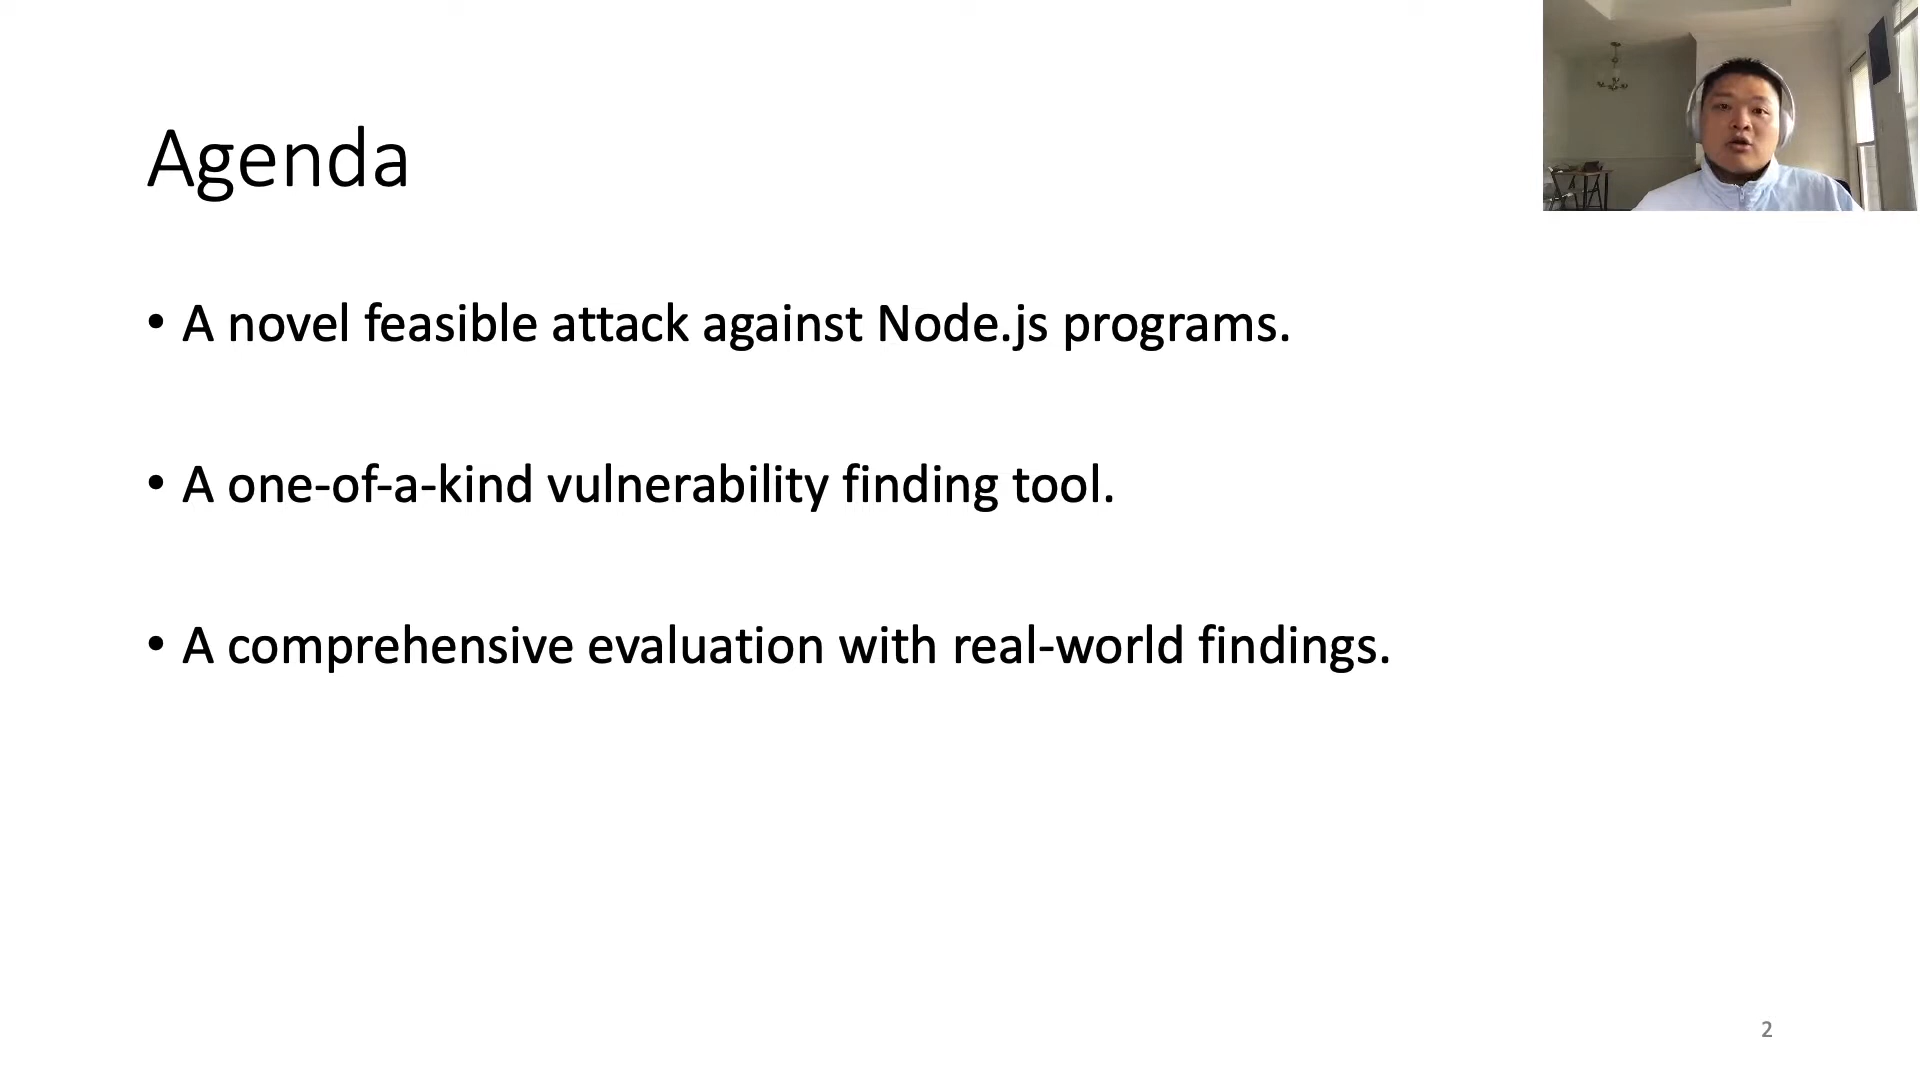 Agenda
• A novel feasible attack against Node.js programs.
• A one-of-a-kind vulnerability finding tool.
• A comprehensive evaluation with real-world findings.
2